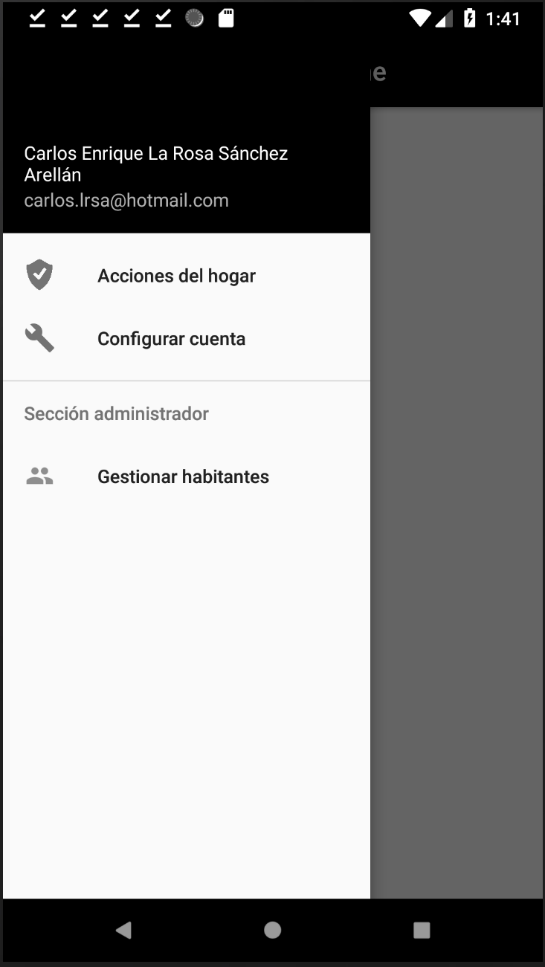 1:41
Carlos Enrique La Rosa Sánchez
Arellán
carlos.lrsa@hotmail.com
Acciones del hogar
Configurar cuenta
Sección administrador
Gestionar habitantes